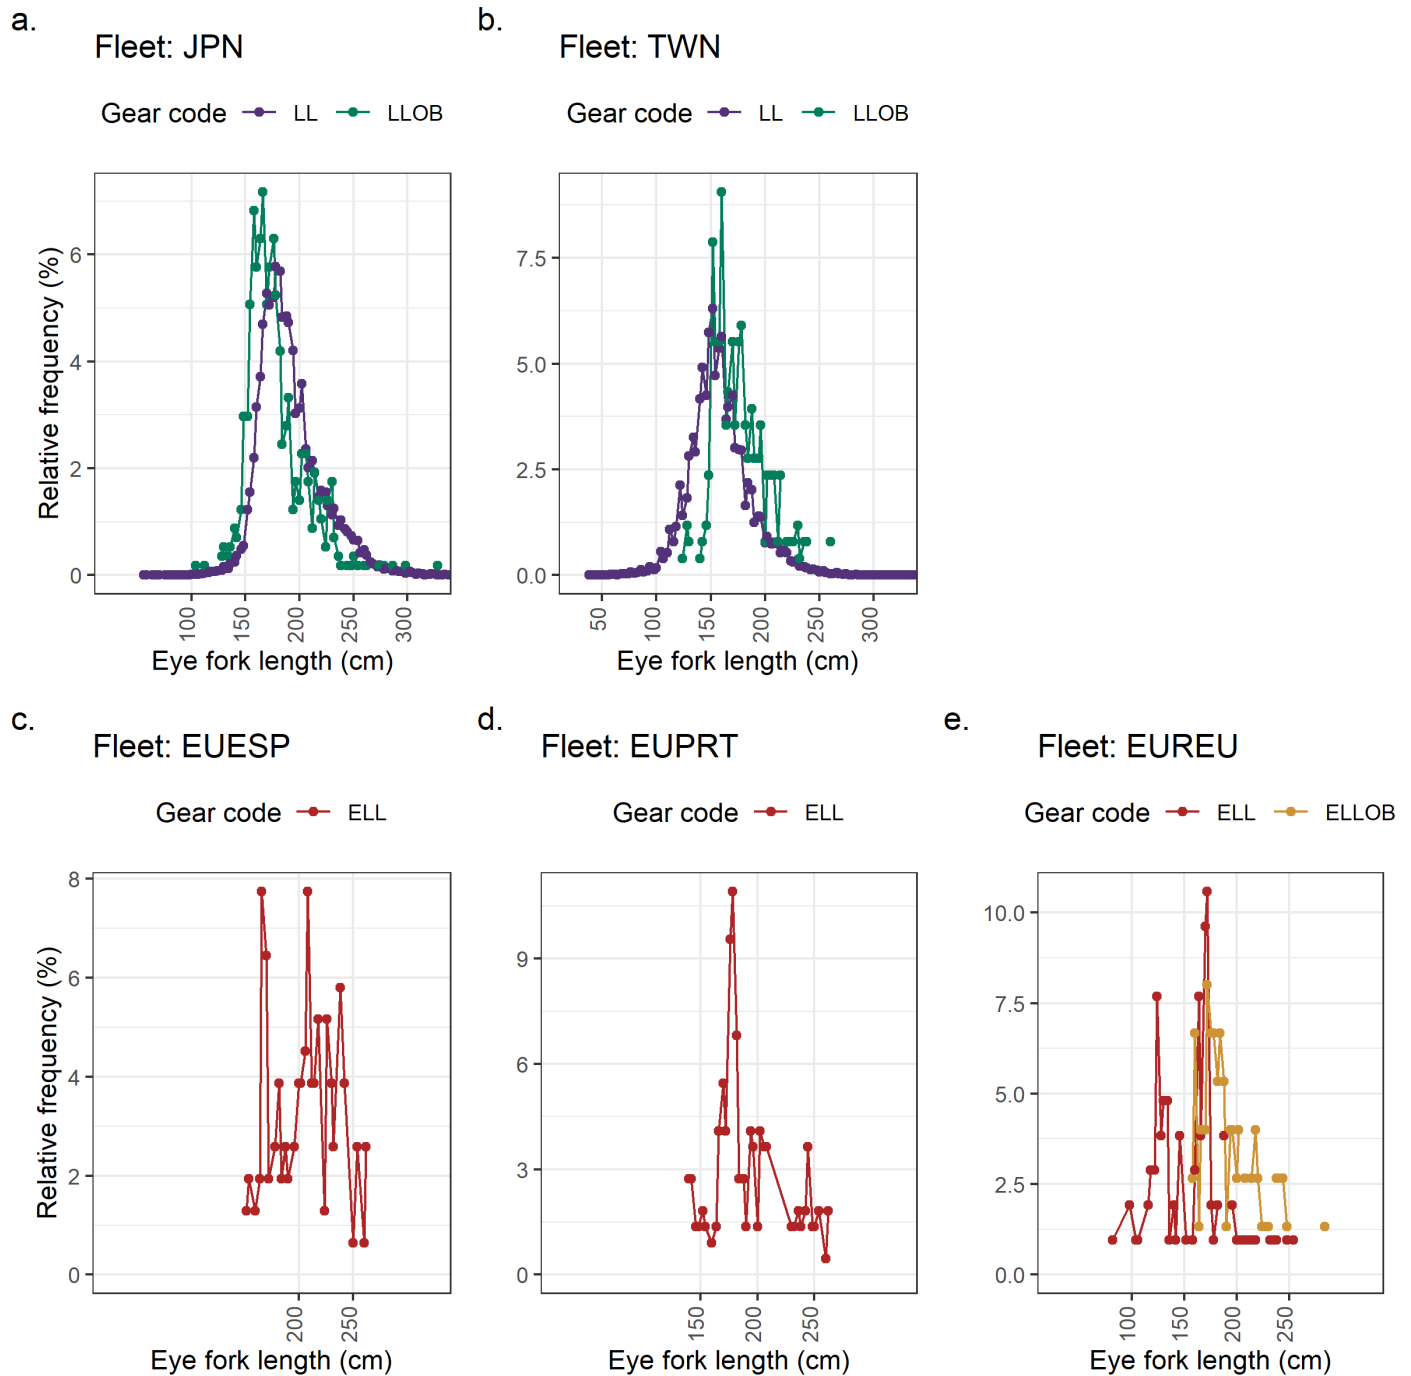 a.
Fleet: JPN
Gear code LL LLOB
Relative frequency (%)
6
4
2
0
100
150
200
250
300
Eye fork length (cm)
b.
Fleet: TWN
Gear code LL LLOB
7.5
5.0
2.5
0.0
50
100
150
200
300
Eye fork length (cm)
c.
Fleet: EUESP
Gear code ELL
Relative frequency (%)
8
6
4
2
0
200
250
Eye fork length (cm)
d.
Fleet: EUPRT
Gear code ELL
9
6
3
0
150
200
250
Eye fork length (cm)
e.
Fleet: EUREU
Gear code ELL ELLOB
10.0
7.5
5.0
2.5
0.0
100
150
200
250
Eye fork length (cm)